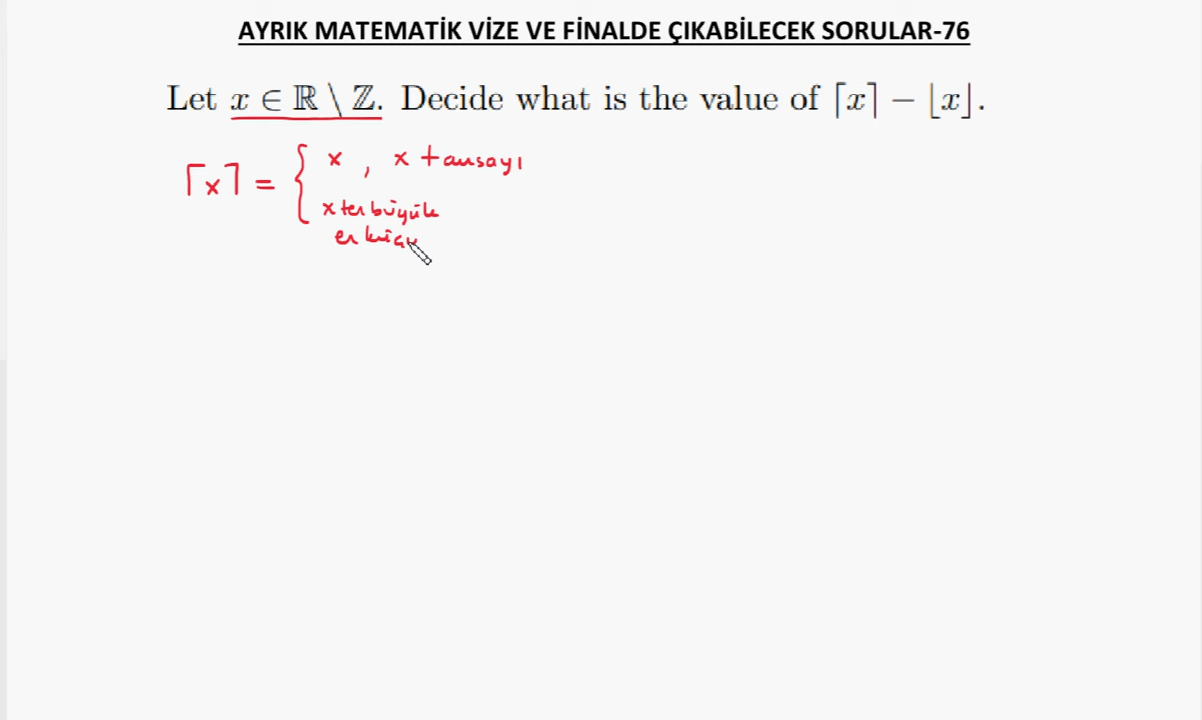 AYRIK MATEMATİK VİZE VE FİNALDE ÇIKABİLECEK SORULAR-76
Let x ∈ ℝ \ ℤ. Decide what is the value of ⌈x⌉ − ⌊x⌋.
⌈x⌉ = { x , x tamsayı
x ten büyük
en küçü